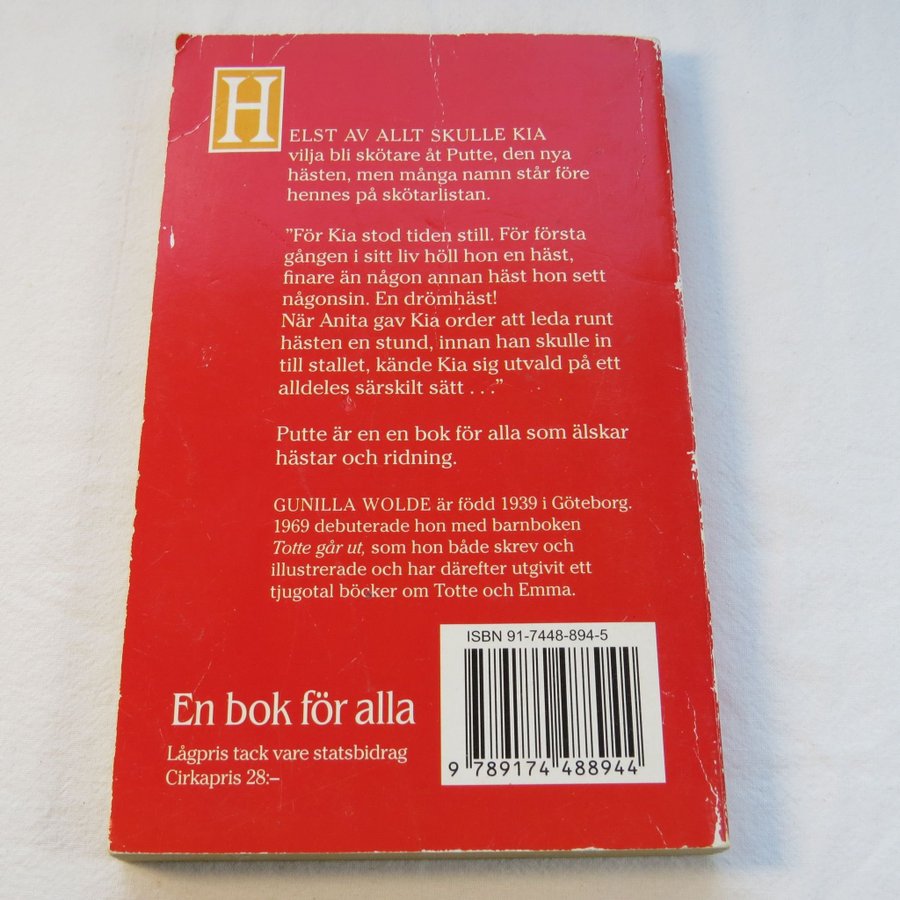 HELST AV ALLT SKULLE KIA
vilja bli skötare åt Putte, den nya
hästen, men många namn står före
hennes på skötarlistan.
"För Kia stod tiden still. För första
gången i sitt liv höll hon en häst,
finare än någon annan häst hon sett
någonsin. En drömhäst!
När Anita gav Kia order att leda runt
hästen en stund, innan han skulle in
till stallet, kände Kia sig utvald på ett
alldeles särskilt sätt . . ."
Putte är en en bok för alla som älskar
hästar och ridning.
GUNILLA WOLDE är född 1939 i Göteborg.
1969 debuterade hon med barnboken
Totte går ut, som hon både skrev och
illustrerade och har därefter utgivit ett
tjugotal böcker om Totte och Emma.
ISBN 91-7448-894-5
9 789174 488944
En bok för alla
Lågpris tack vare statsbidrag
Cirkapris 28:–